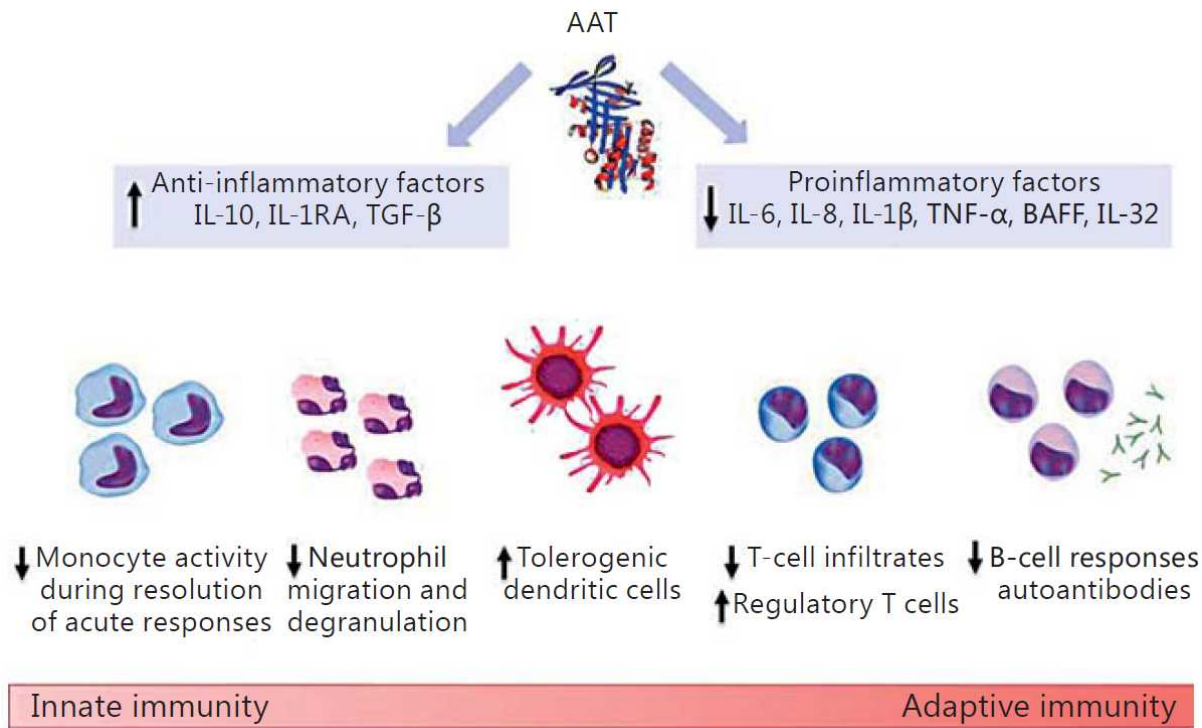 AAT
Anti-inflammatory factors
IL-10, IL-1RA, TGF-β
Proinflammatory factors
IL-6, IL-8, IL-1β, TNF-α, BAFF, IL-32
Monocyte activity
during resolution
of acute responses
Neutrophil
migration and
degranulation
Tolerogenic
dendritic cells
T-cell infiltrates
Regulatory T cells
B-cell responses
autoantibodies
Innate immunity
Adaptive immunity